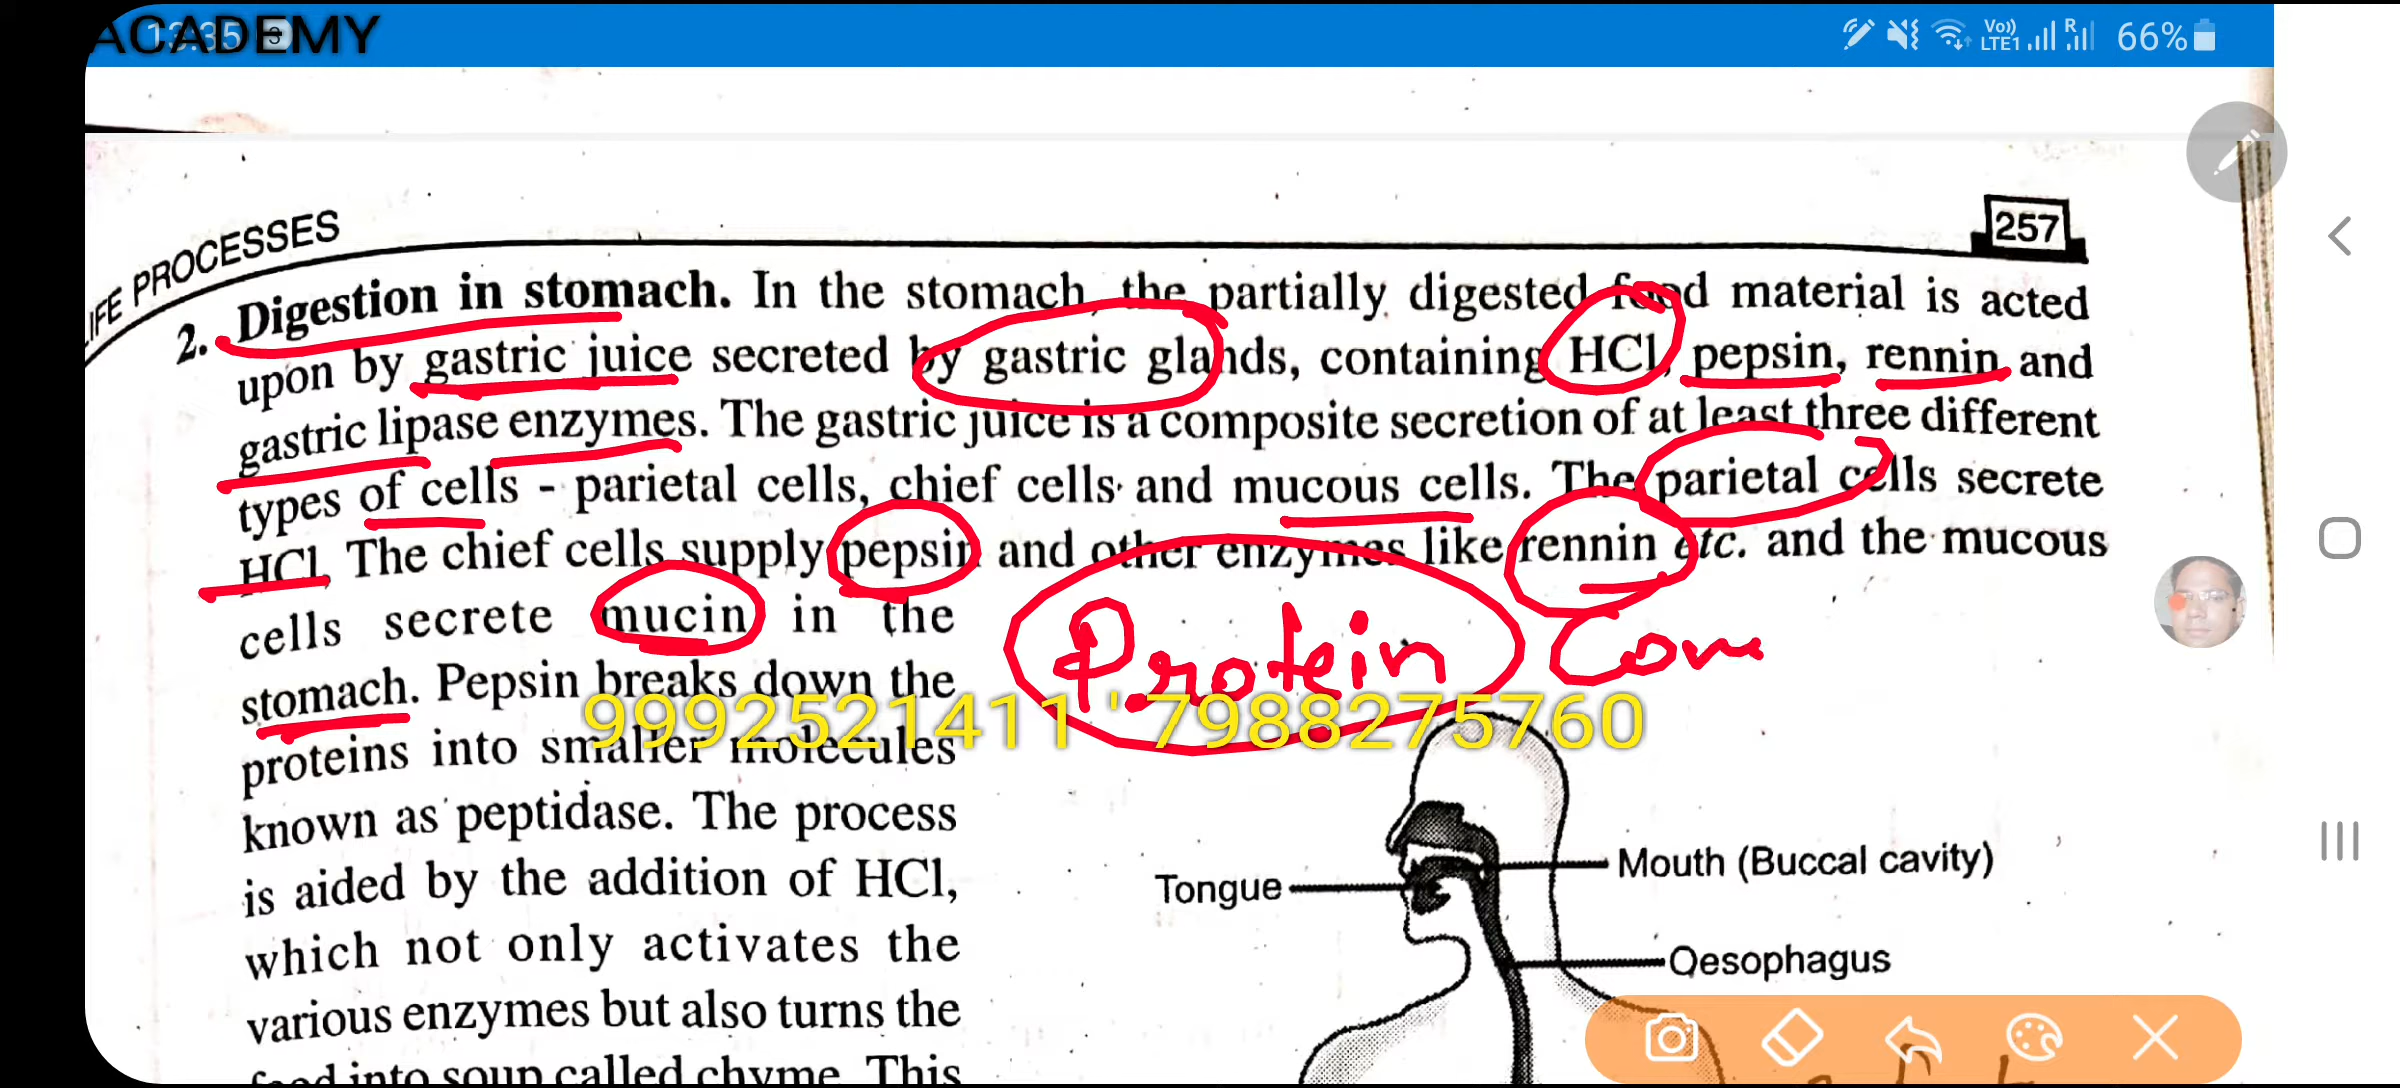 ACADEMY
13:35 3
Vo)) LTE1 R 66%
LIFE PROCESSES
257
2. Digestion in stomach. In the stomach, the partially digested food material is acted
upon by gastric juice secreted by gastric glands, containing HCl, pepsin, rennin and
gastric lipase enzymes. The gastric juice is a composite secretion of at least three different
types of cells - parietal cells, chief cells and mucous cells. The parietal cells secrete
HCl. The chief cells supply pepsin and other enzymes like rennin etc. and the mucous
cells secrete mucin in the
stomach. Pepsin breaks down the
proteins into smaller molecules
known as peptidase. The process
is aided by the addition of HCl,
which not only activates the
various enzymes but also turns the
food into soup called chyme. This
Protein Conv
9992521411 ' 7988275760
Tongue
Mouth (Buccal cavity)
Oesophagus